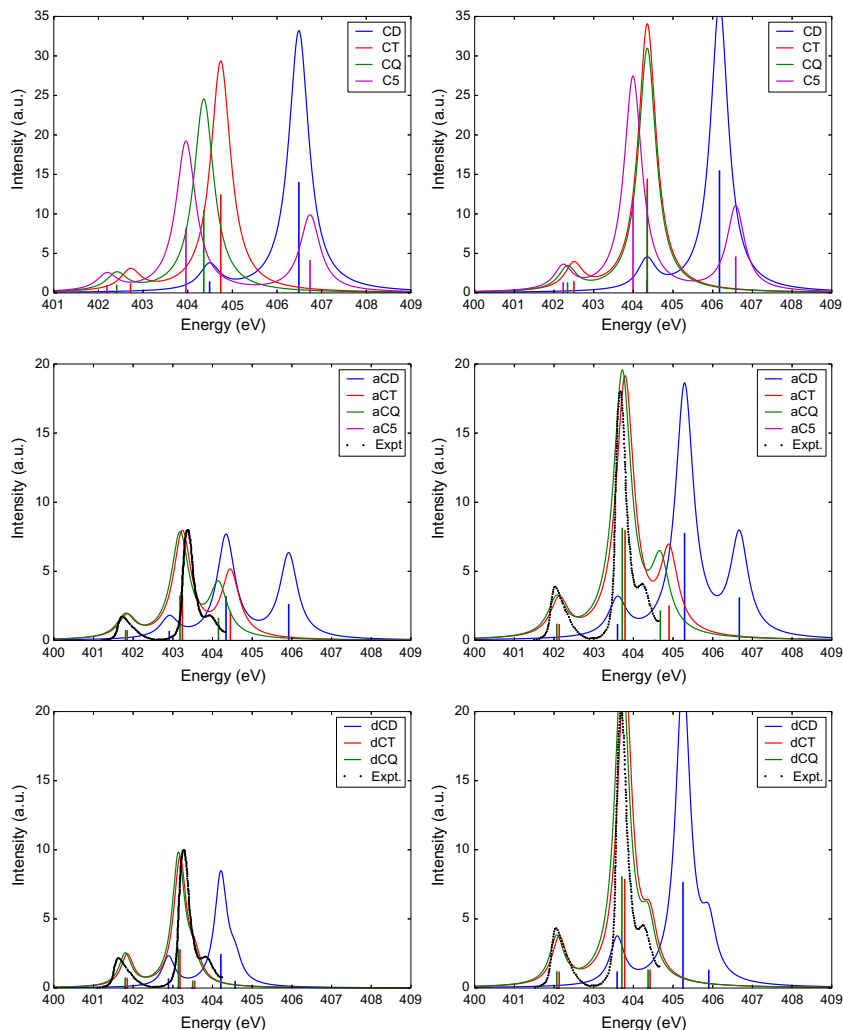 35
30
25
20
15
10
5
0
Intensity (a.u.)
CD
CT
CQ
C5
401 402 403 404 405 406 407 408 409
Energy (eV)
35
30
25
20
15
10
5
0
Intensity (a.u.)
CD
CT
CQ
C5
400 401 402 403 404 405 406 407 408 409
Energy (eV)
20
15
10
5
0
Intensity (a.u.)
aCD
aCT
aCQ
aC5
Expt
400 401 402 403 404 405 406 407 408 409
Energy (eV)
20
15
10
5
0
Intensity (a.u.)
aCD
aCT
aCQ
aC5
Expt.
400 401 402 403 404 405 406 407 408 409
Energy (eV)
20
15
10
5
0
Intensity (a.u.)
dCD
dCT
dCQ
Expt.
400 401 402 403 404 405 406 407 408 409
Energy (eV)
20
15
10
5
0
Intensity (a.u.)
dCD
dCT
dCQ
Expt.
400 401 402 403 404 405 406 407 408 409
Energy (eV)